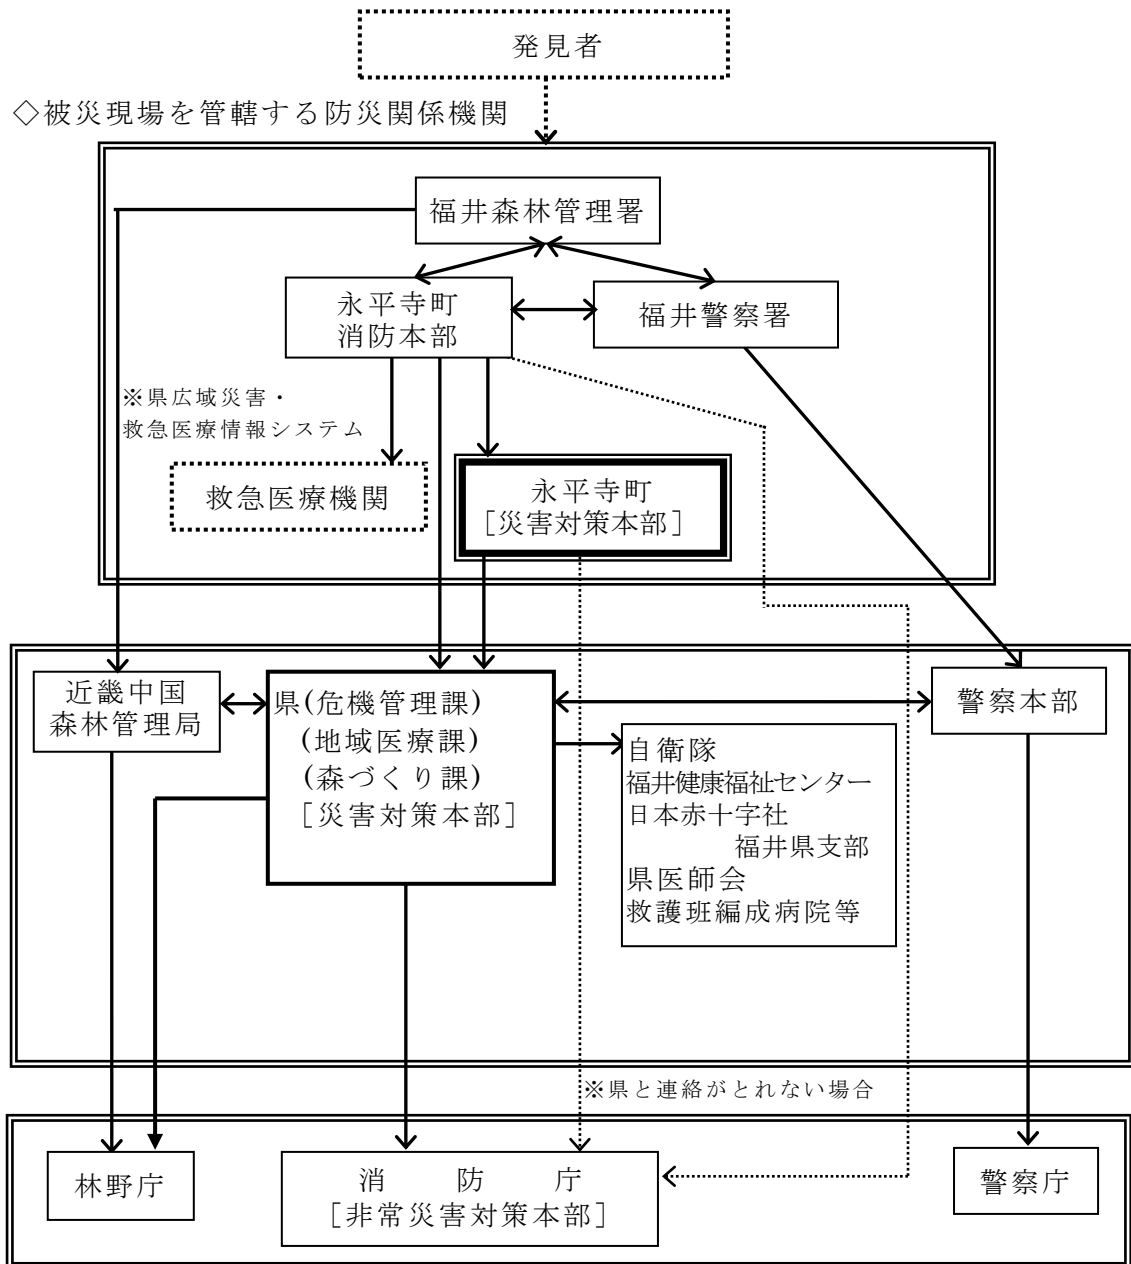 発見者
◇被災現場を管轄する防災関係機関
福井森林管理署
永平寺町
消防本部
福井警察署
※県広域災害・
救急医療情報システム
救急医療機関
永平寺町
［災害対策本部］
近畿中国
森林管理局
県(危機管理課)
(地域医療課)
(森づくり課)
［災害対策本部］
警察本部
自衛隊
福井健康福祉センター
日本赤十字社
福井県支部
県医師会
救護班編成病院等
※県と連絡がとれない場合
林野庁
消　防　庁
［非常災害対策本部］
警察庁